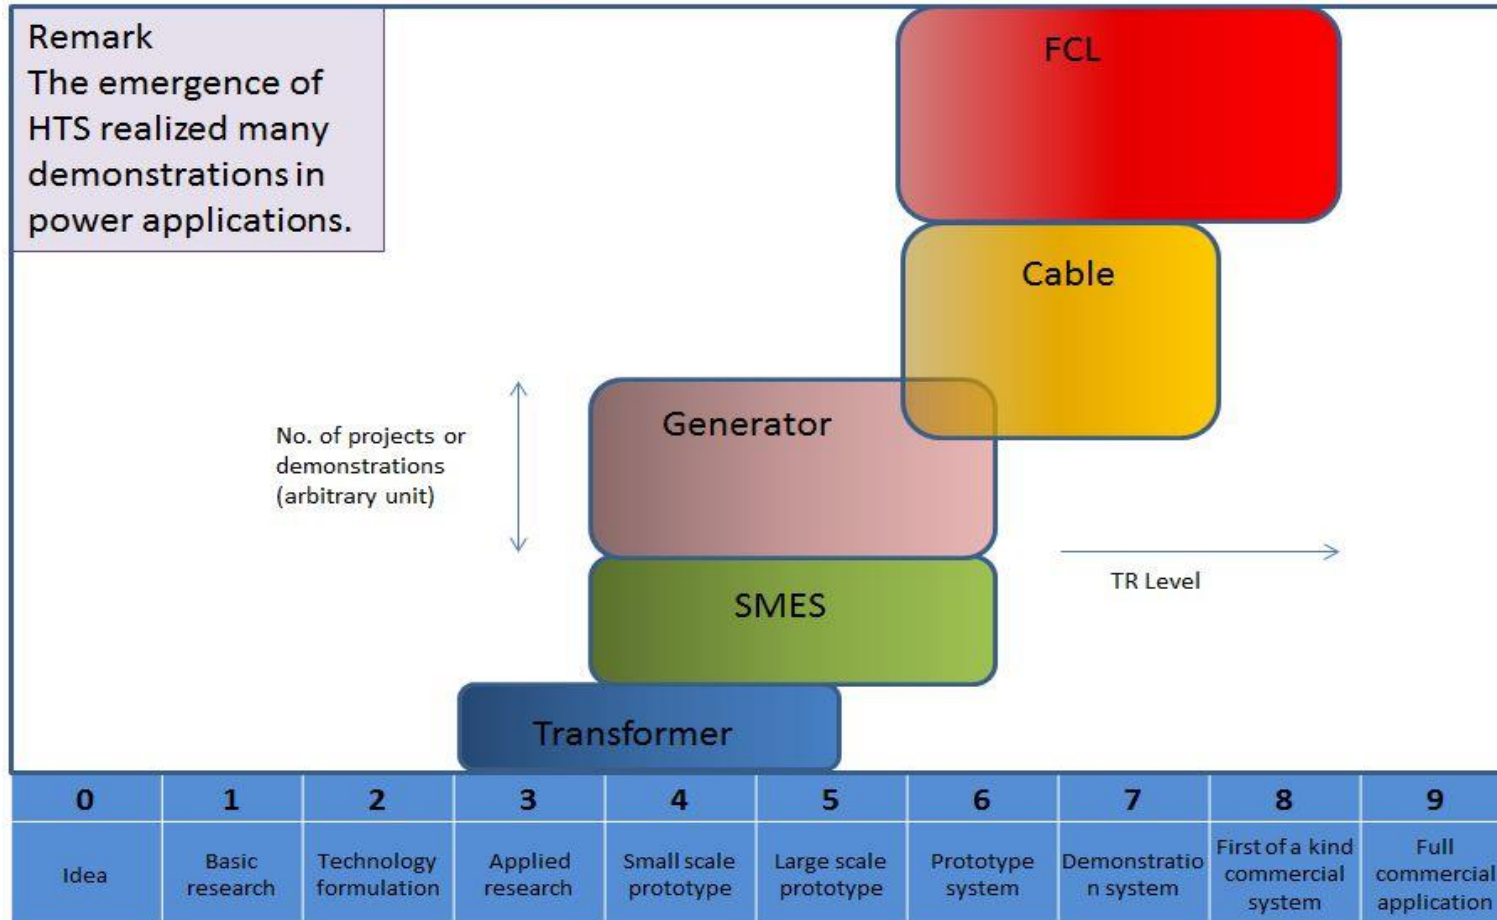 Remark
The emergence of
HTS realized many
demonstrations in
power applications.
FCL
Cable
Generator
No. of projects or
demonstrations
(arbitrary unit)
TR Level
SMES
Transformer
0 1 2 3 4 5 6 7 8 9
Idea
Basic
research
Technology
formulation
Applied
research
Small scale
prototype
Large scale
prototype
Prototype
system
Demonstratio
n system
First of a kind
commercial
system
Full
commercial
application